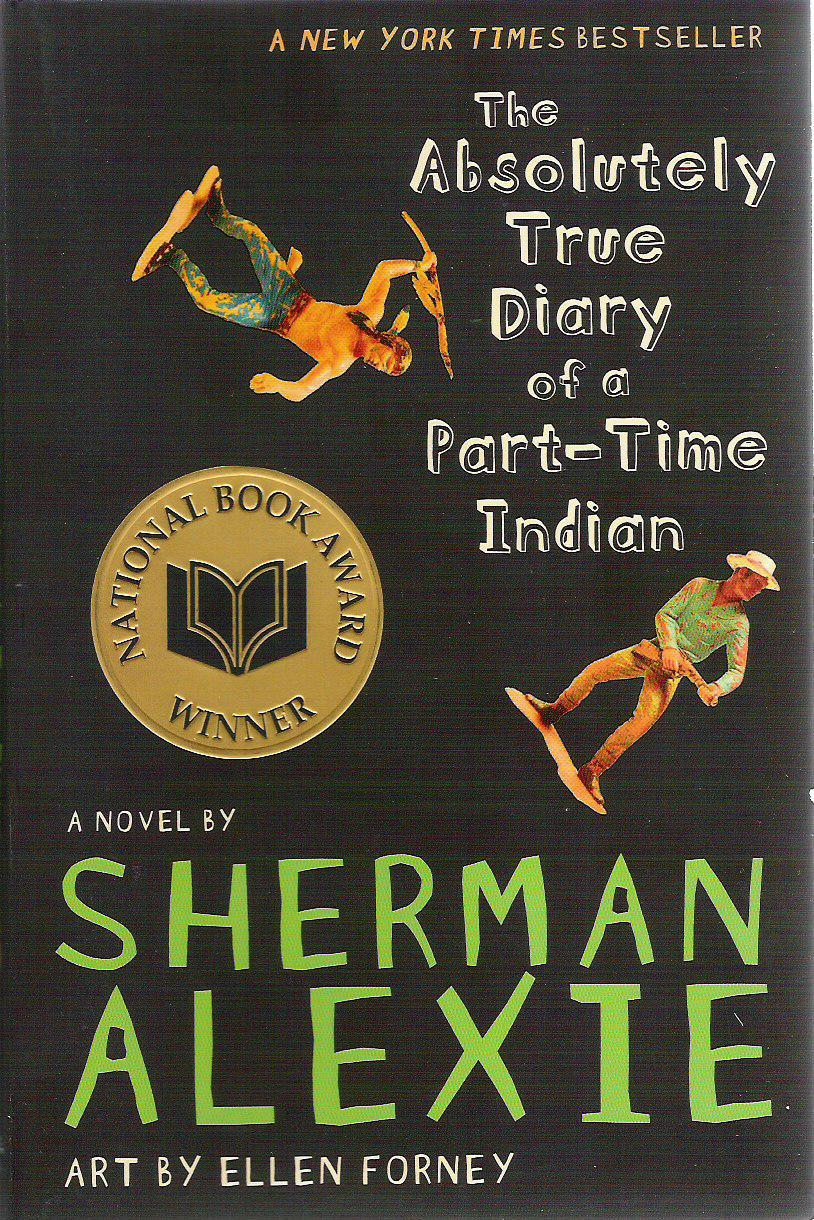 A NEW YORK TIMES BESTSELLER
The
Absolutely
True
Diary
of a
Part-Time
Indian
NATIONAL BOOK AWARD
WINNER
A NOVEL BY
SHERMAN
ALEXIE
ART BY ELLEN FORNEY